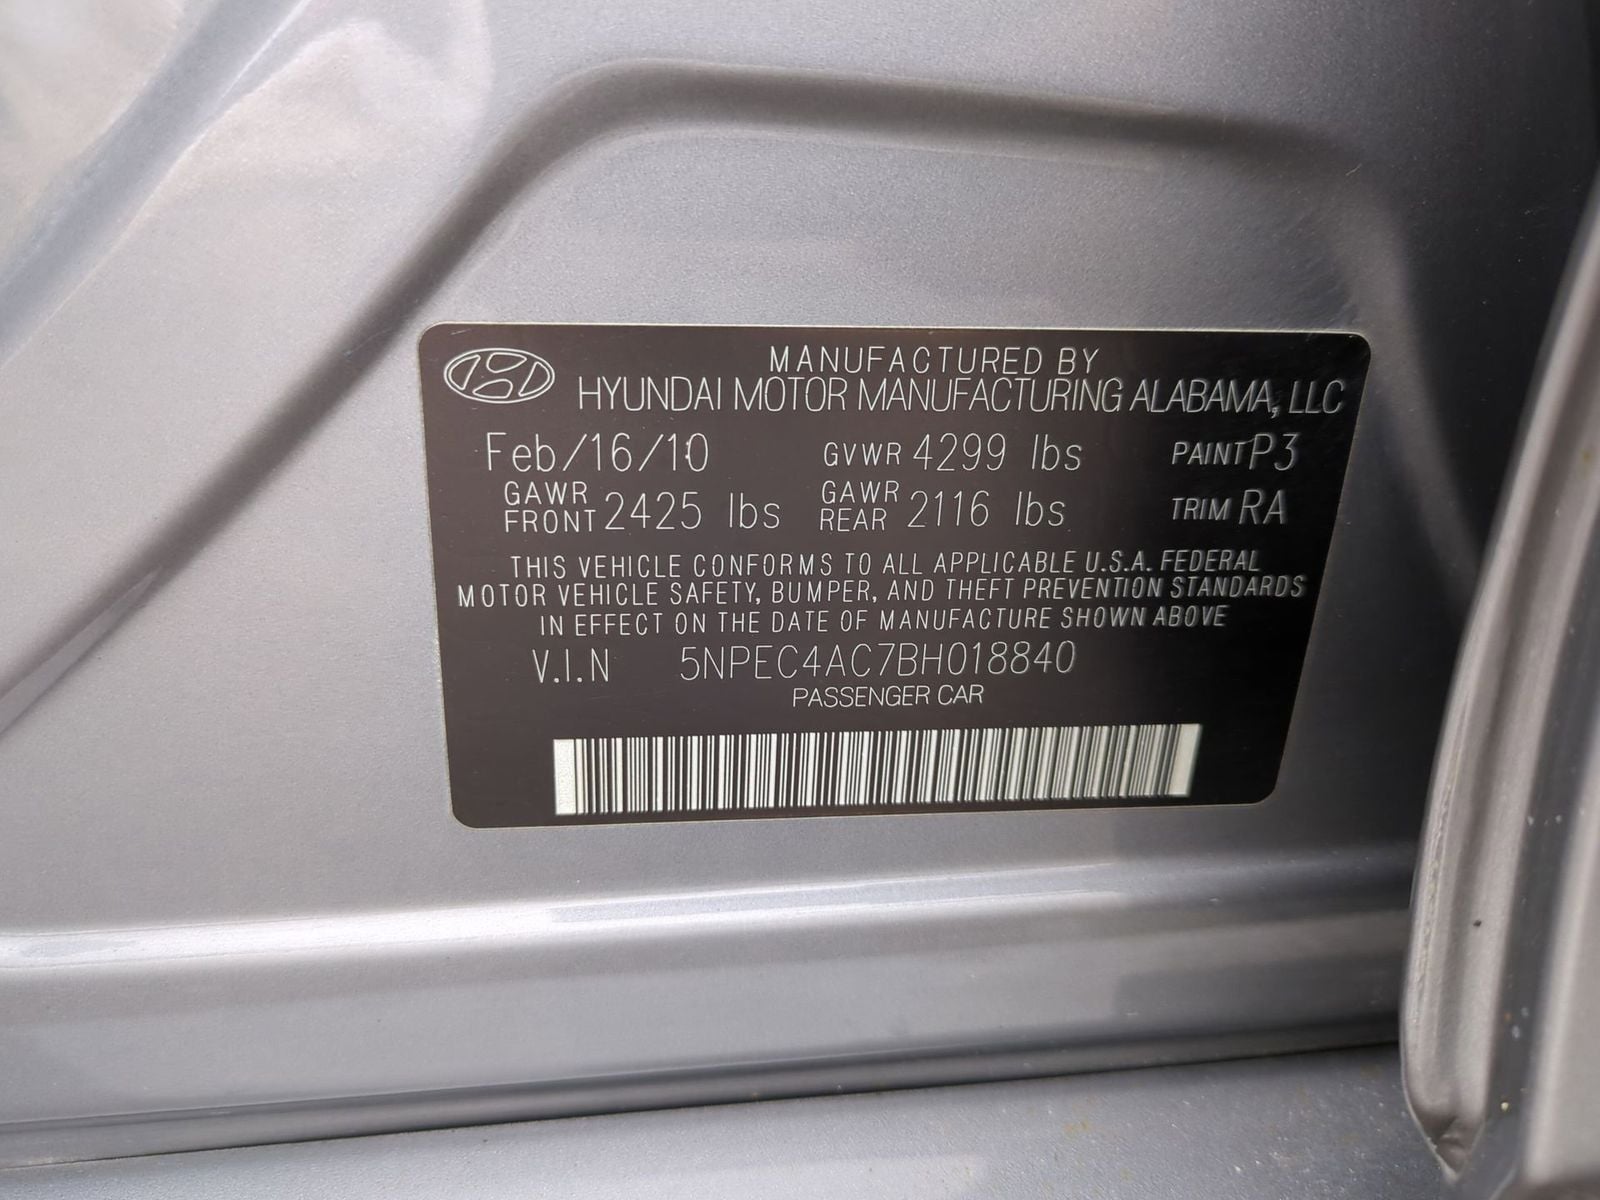 MANUFACTURED BY
HYUNDAI MOTOR MANUFACTURING ALABAMA, LLC
Feb/16/10 GVWR 4299 lbs PAINT P3
GAWR FRONT 2425 lbs GAWR REAR 2116 lbs TRIM RA
THIS VEHICLE CONFORMS TO ALL APPLICABLE U.S.A. FEDERAL
MOTOR VEHICLE SAFETY, BUMPER, AND THEFT PREVENTION STANDARDS
IN EFFECT ON THE DATE OF MANUFACTURE SHOWN ABOVE
V.I.N 5NPEC4AC7BH018840
PASSENGER CAR